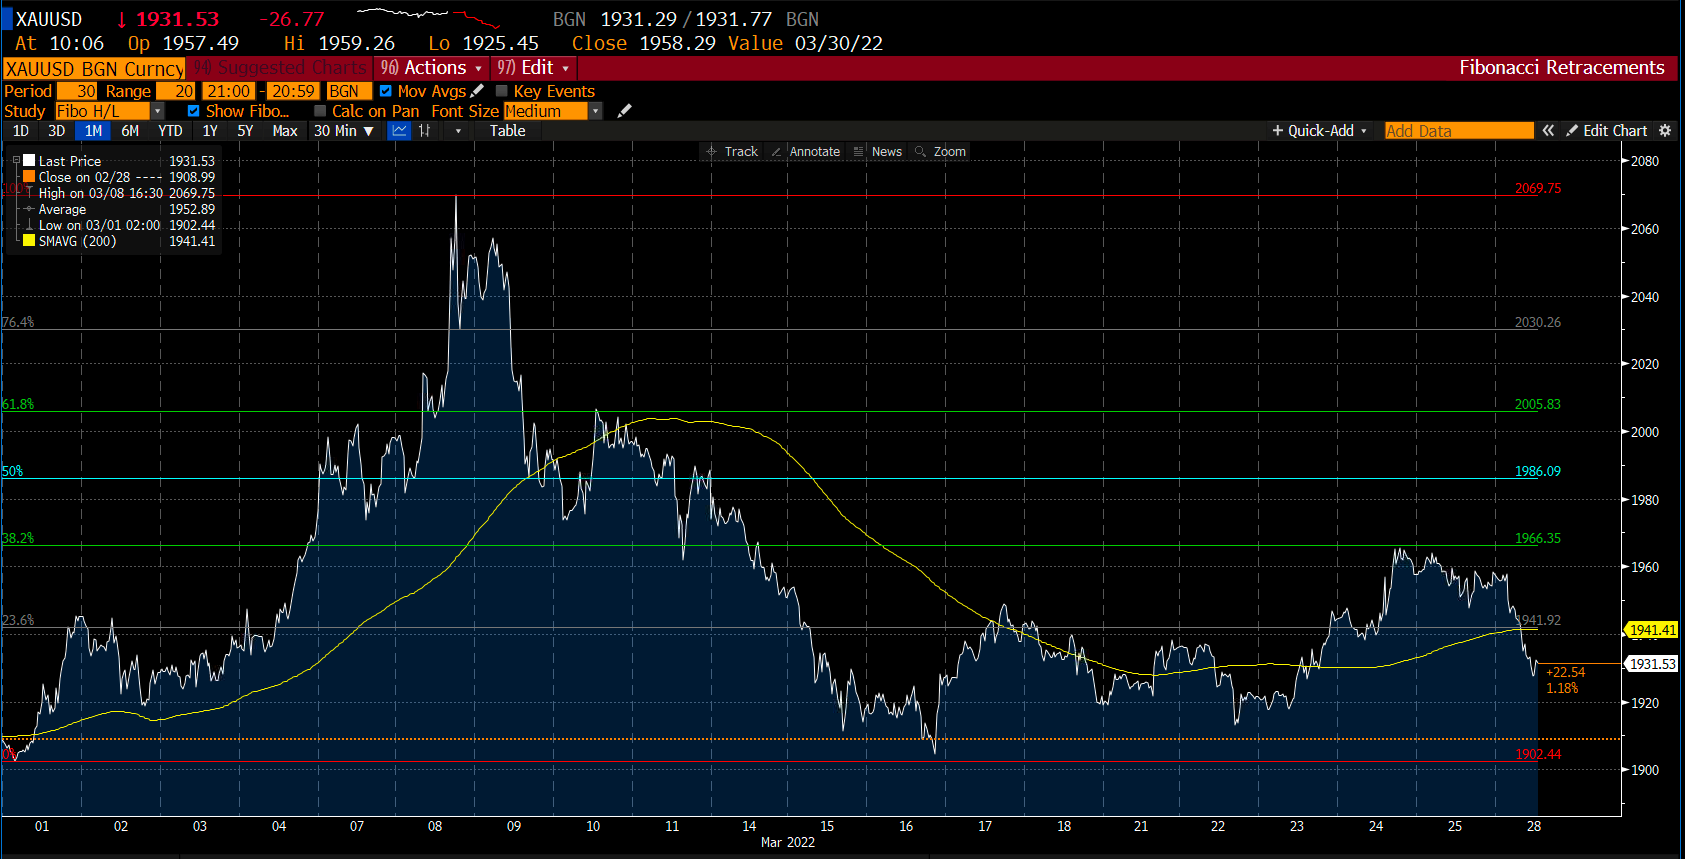 XAUUSD ↓ 1931.53 -26.77 BGN 1931.29 / 1931.77 BGN
At 10:06 Op 1957.49 Hi 1959.26 Lo 1925.45 Close 1958.29 Value 03/30/22
XAUUSD BGN Curncy 94) Suggested Charts 96) Actions 97) Edit Fibonacci Retracements
Period 30 Range 20 21:00 - 20:59 BGN Mov Avgs Key Events
Study Fibo H/L Show Fibo... Calc on Pan Font Size Medium
1D 3D 1M 6M YTD 1Y 5Y Max 30 Min ▼ Table + Quick-Add Add Data « Edit Chart
Track Annotate News Zoom
Last Price 1931.53
Close on 02/28 ---- 1908.99
High on 03/08 16:30 2069.75
Average 1952.89
Low on 03/01 02:00 1902.44
SMAVG (200) 1941.41
2080
2069.75
2060
2040
76.4% 2030.26
2020
61.8% 2005.83
2000
50% 1986.09
1980
38.2% 1966.35
1960
23.6% 1941.92
1941.41
1931.53
+22.54
1.18%
1920
1902.44
1900
01 02 03 04 07 08 09 10 11 14 15 16 17 18 21 22 23 24 25 28
Mar 2022